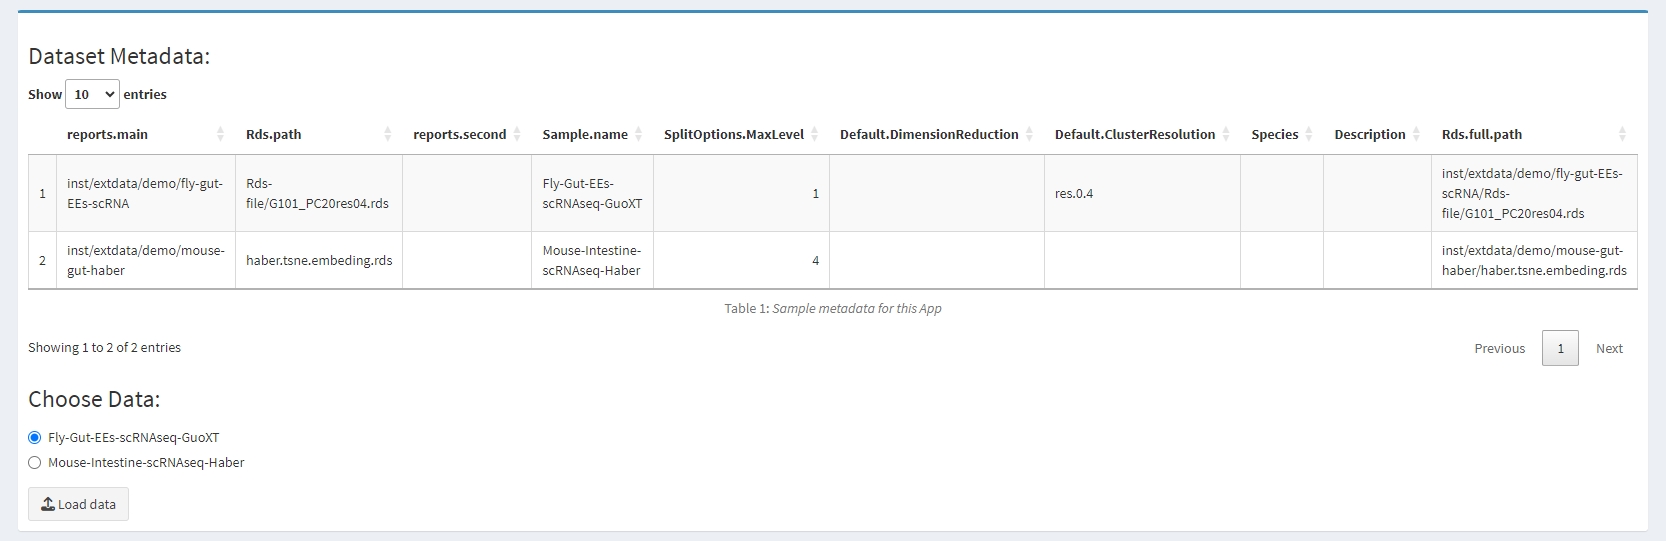 Dataset Metadata:
Show 10 entries
reports.main Rds.path reports.second Sample.name SplitOptions.MaxLevel Default.DimensionReduction Default.ClusterResolution Species Description Rds.full.path
1 inst/extdata/demo/fly-gut-EEs-scRNA Rds-file/G101_PC20res04.rds Fly-Gut-EEs-scRNAseq-GuoXT 1 res.0.4 inst/extdata/demo/fly-gut-EEs-scRNA/Rds-file/G101_PC20res04.rds
2 inst/extdata/demo/mouse-gut-haber haber.tsne.embeding.rds Mouse-Intestine-scRNAseq-Haber 4 inst/extdata/demo/mouse-gut-haber/haber.tsne.embeding.rds
Table 1: Sample metadata for this App
Showing 1 to 2 of 2 entries Previous 1 Next
Choose Data:
Fly-Gut-EEs-scRNAseq-GuoXT
Mouse-Intestine-scRNAseq-Haber
Load data